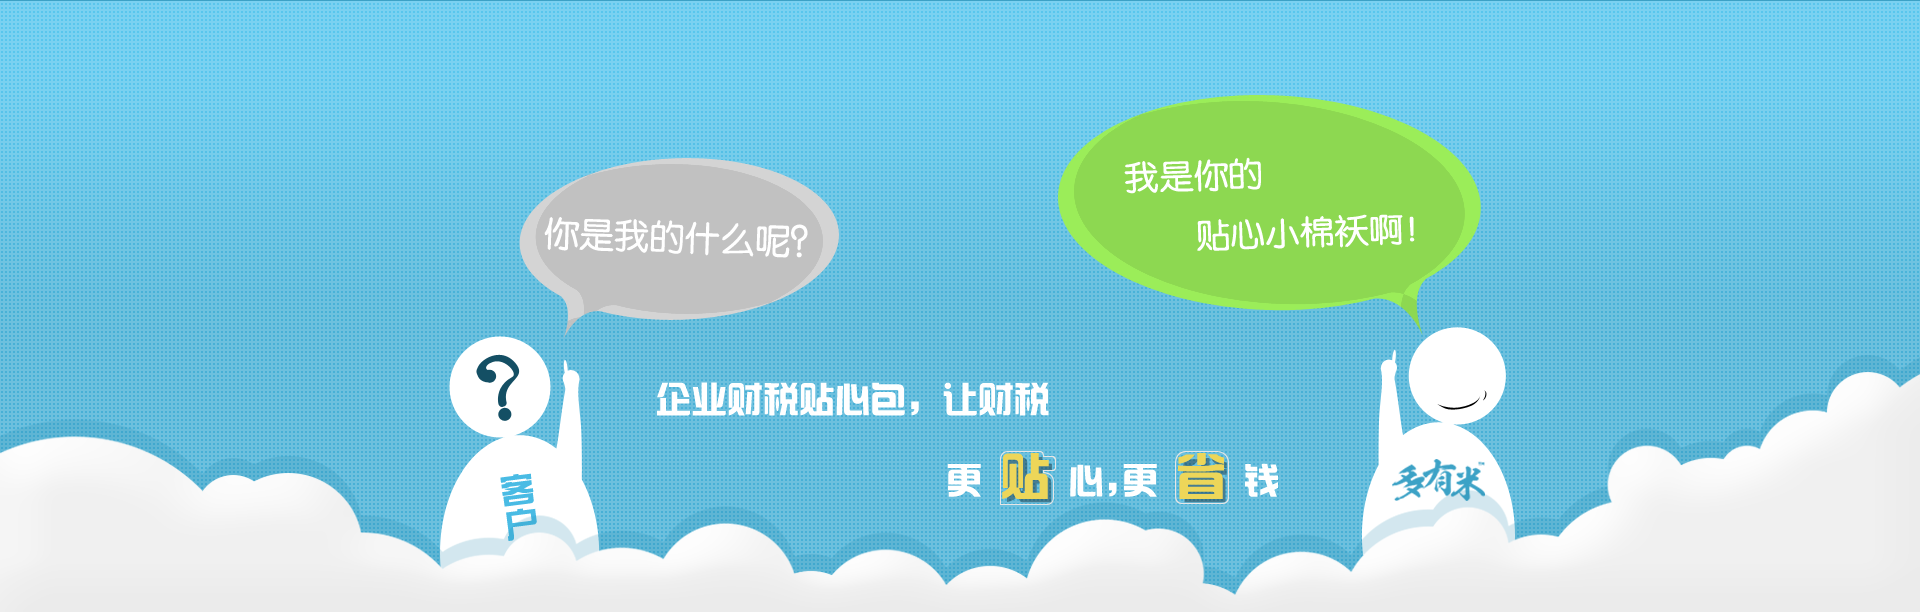 我是你的
贴心小棉袄啊!
你是我的什么呢?
?
企业财税贴心包，让财税
更贴心,更省钱
客户
多有米™